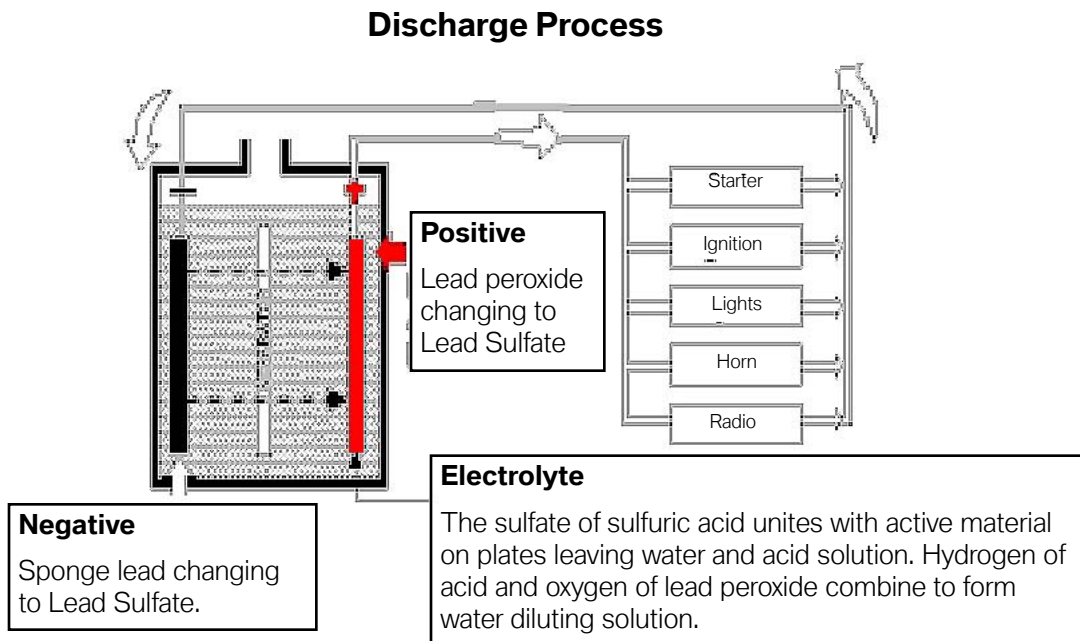 Discharge Process
Starter
Ignition
Lights
Horn
Radio
Positive
Lead peroxide
changing to
Lead Sulfate
Negative
Sponge lead changing
to Lead Sulfate.
Electrolyte
The sulfate of sulfuric acid unites with active material
on plates leaving water and acid solution. Hydrogen of
acid and oxygen of lead peroxide combine to form
water diluting solution.